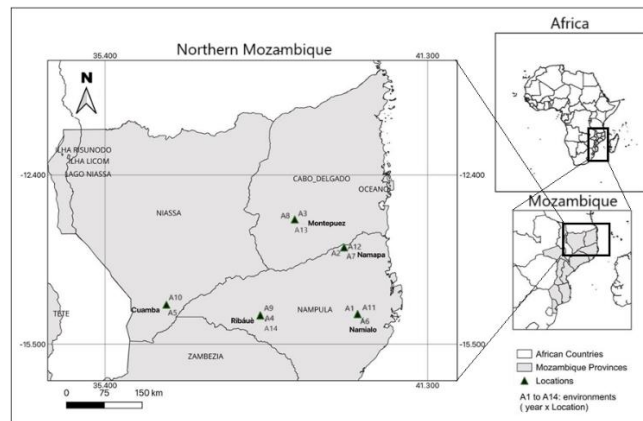 Northern Mozambique
Africa
35.400
41.300
N
ILHA RISUNODO
ILHA LICOM
LAGO NIASSA
-12.400
CABO_DELGADO
OCEANO
-12.400
NIASSA
A8 A3
Montepuez
A13
A12
A2 Namapa
A7
A10
Cuamba A5
A9
Ribáuè A4
A14
NAMPULA
A1 A11
A6
Namialo
TETE
-15.500
-15.500
ZAMBEZIA
35.400
41.300
0 75 150 km
Mozambique
African Countries
Mozambique Provinces
Locations
A1 to A14: environments
( year x Location)